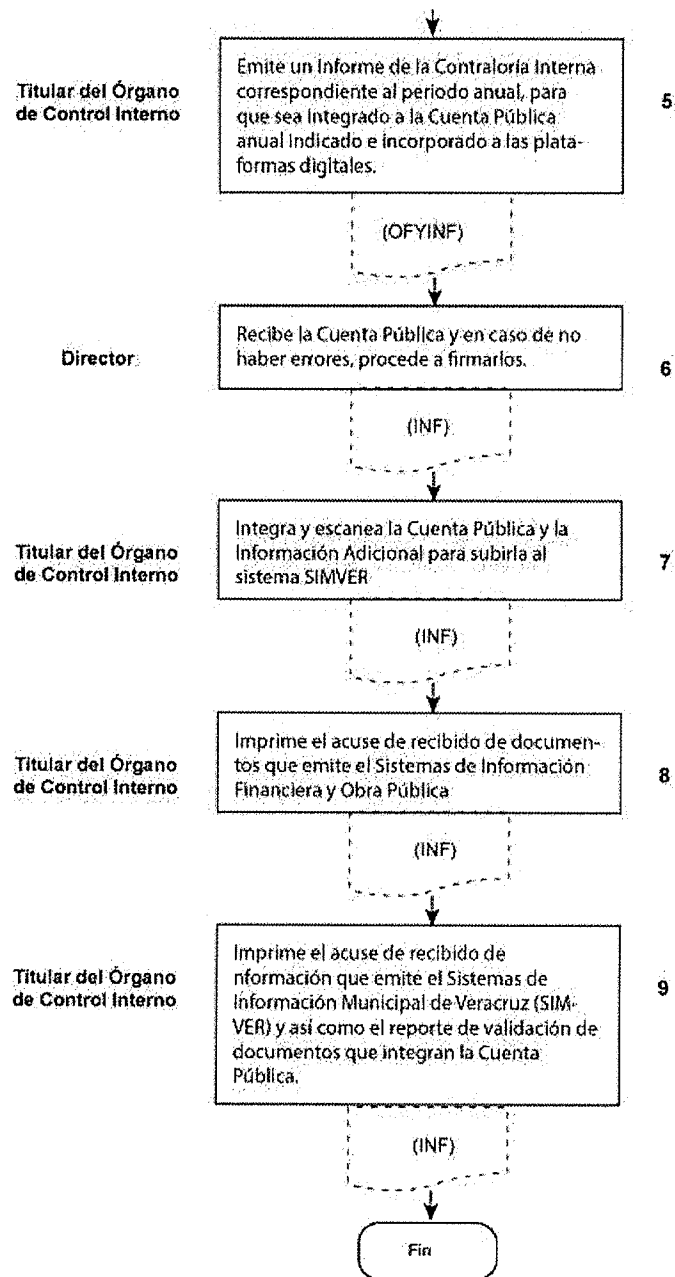 Titular del Órgano
de Control Interno
Emite un Informe de la Contraloría Interna
correspondiente al periodo anual, para
que sea integrado a la Cuenta Pública
anual indicado e incorporado a las plata-
formas digitales.
5
(OFYINF)
Director
Recibe la Cuenta Pública y en caso de no
haber errores, procede a firmarlos.
6
(INF)
Titular del Órgano
de Control Interno
Integra y escanea la Cuenta Pública y la
Información Adicional para subirla al
sistema SIMVER
7
(INF)
Titular del Órgano
de Control Interno
Imprime el acuse de recibido de documen-
tos que emite el Sistemas de Información
Financiera y Obra Pública
8
(INF)
Titular del Órgano
de Control Interno
Imprime el acuse de recibido de
nformación que emite el Sistemas de
Información Municipal de Veracruz (SIM-
VER) y así como el reporte de validación de
documentos que integran la Cuenta
Pública.
9
(INF)
Fin